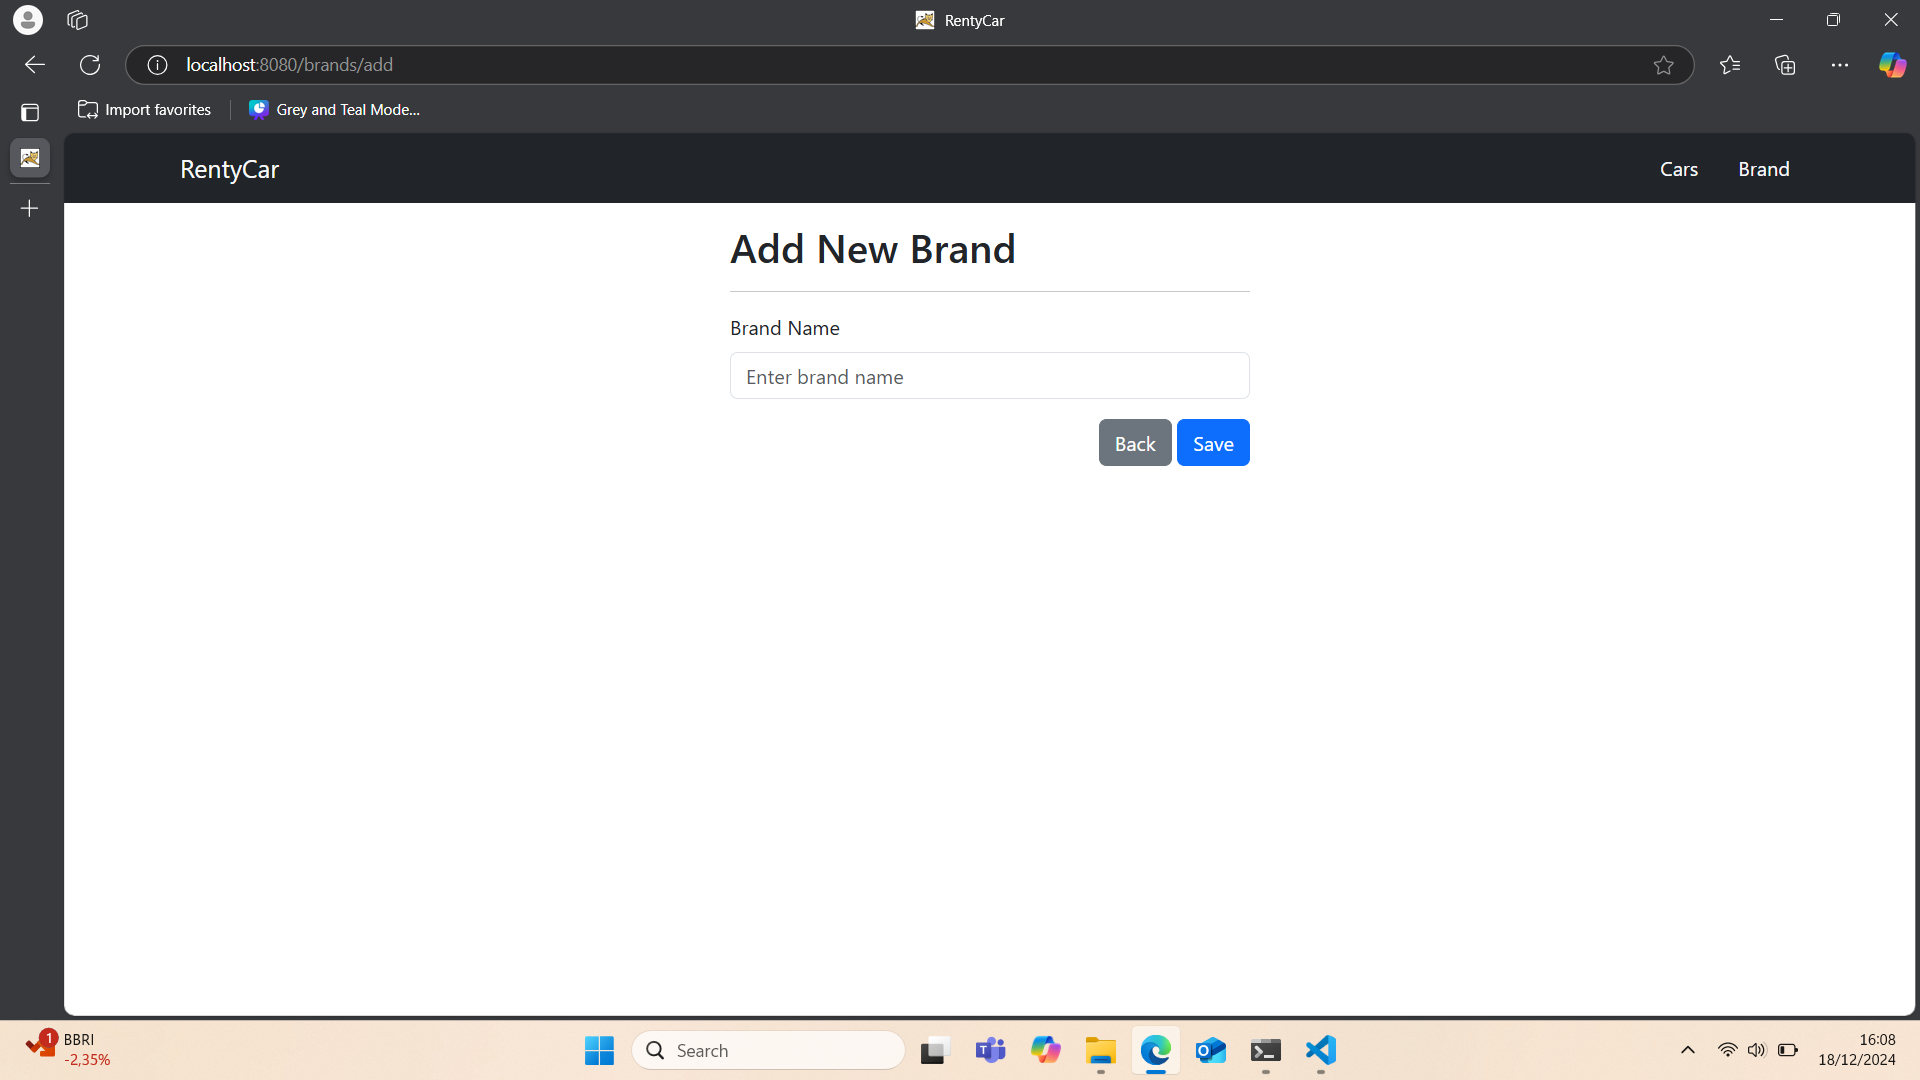 RentyCar
localhost:8080/brands/add
Import favorites
Grey and Teal Mode...
RentyCar
Cars
Brand
Add New Brand
Brand Name
Enter brand name
Back
Save
1
BBRI
-2,35%
Search
16:08
18/12/2024